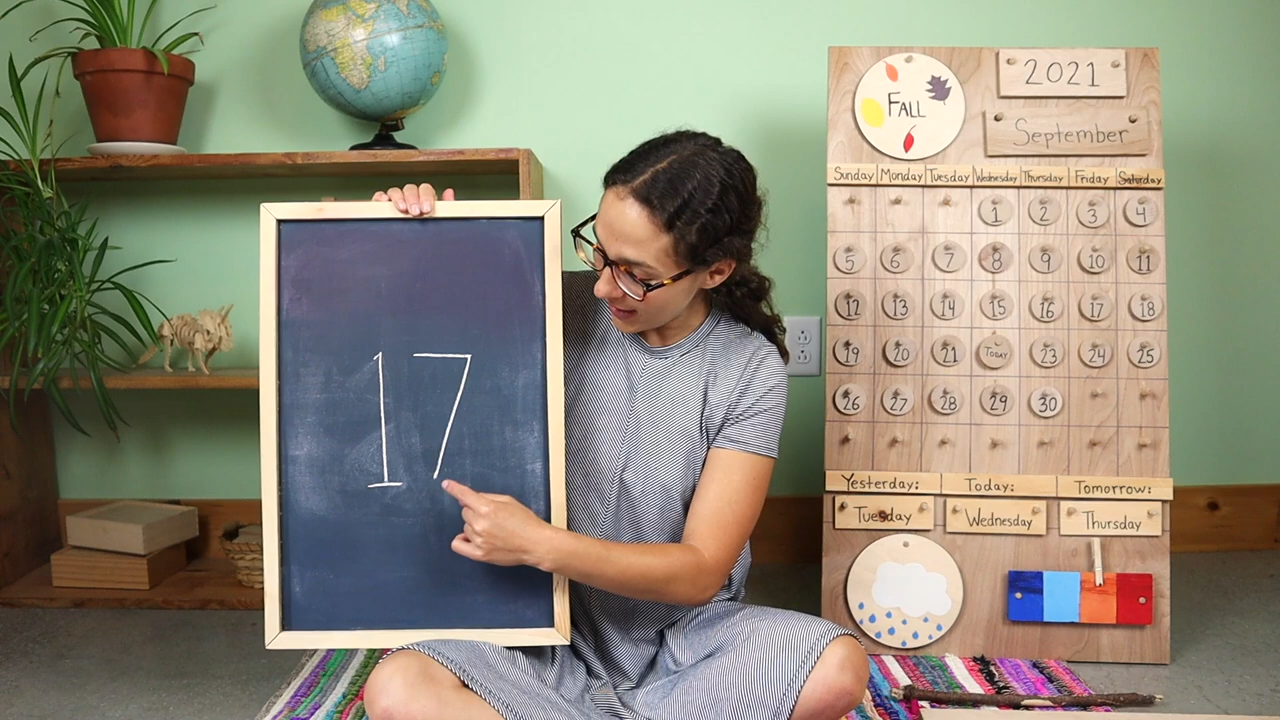 17
FALL
2021
September
Sunday Monday Tuesday Wednesday Thursday Friday Saturday
1 2 3 4
5 6 7 8 9 10 11
12 13 14 15 16 17 18
19 20 21 TODAY 23 24 25
26 27 28 29 30
Yesterday: Today: Tomorrow:
Tuesday Wednesday Thursday